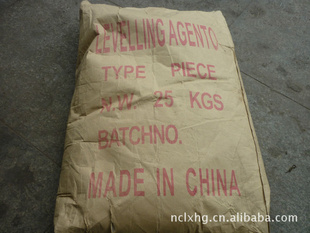 LEVELLING AGENTO
TYPE PIECE
N.W. 25 KGS
BATCHNO.
MADE IN CHINA
nclxhg.cn.alibaba.com